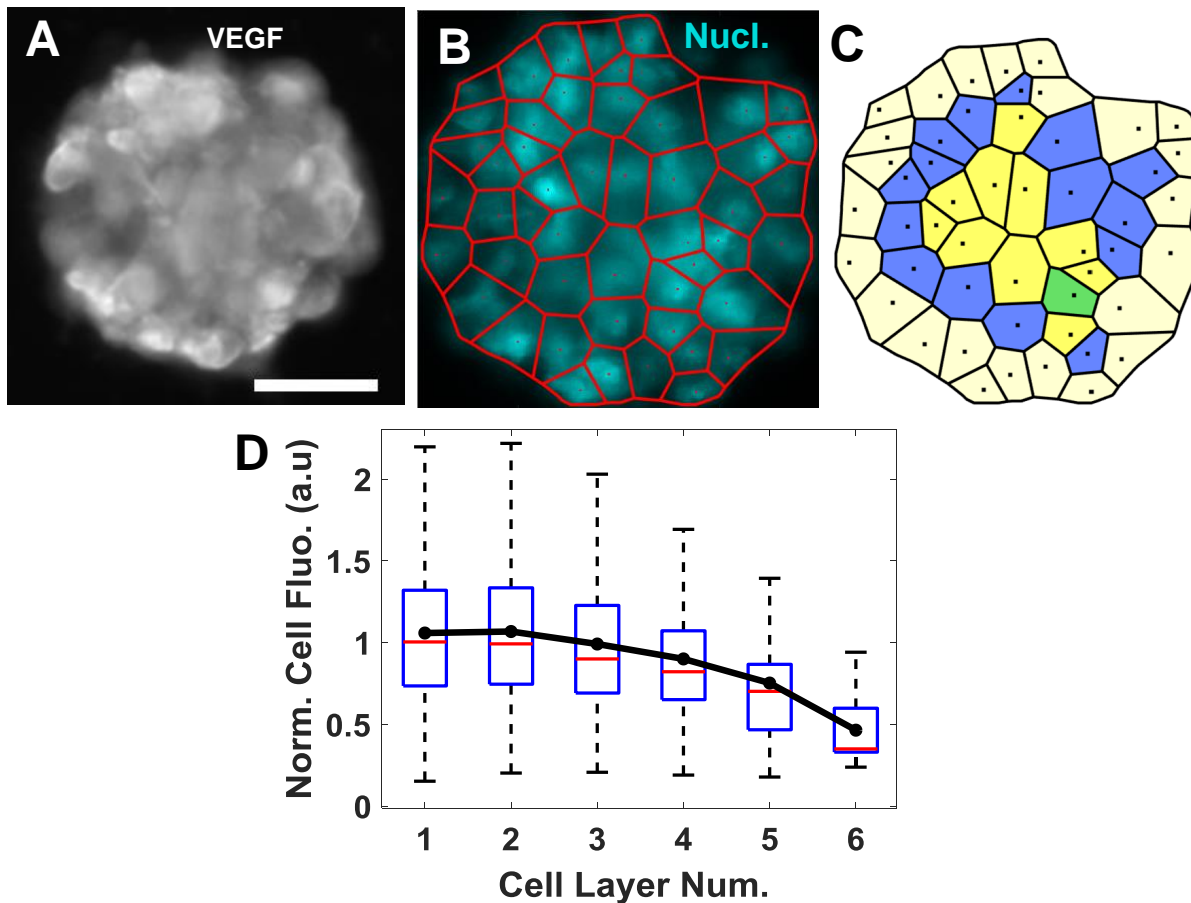 A
VEGF
B
Nucl.
C
D
Norm. Cell Fluo. (a.u)
2
1.5
1
0.5
0
1 2 3 4 5 6
Cell Layer Num.